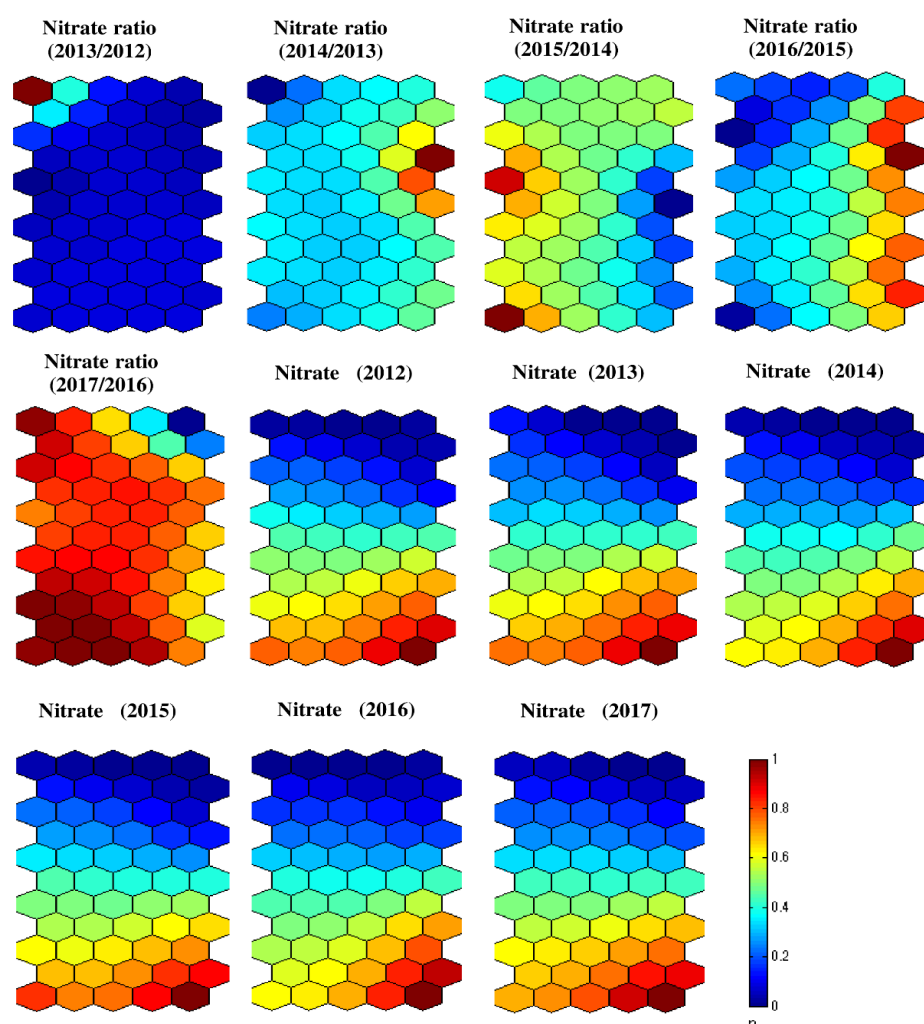 Nitrate ratio
(2013/2012)
Nitrate ratio
(2014/2013)
Nitrate ratio
(2015/2014)
Nitrate ratio
(2016/2015)
Nitrate ratio
(2017/2016)
Nitrate (2012)
Nitrate (2013)
Nitrate (2014)
Nitrate (2015)
Nitrate (2016)
Nitrate (2017)
1
0.8
0.6
0.4
0.2
0